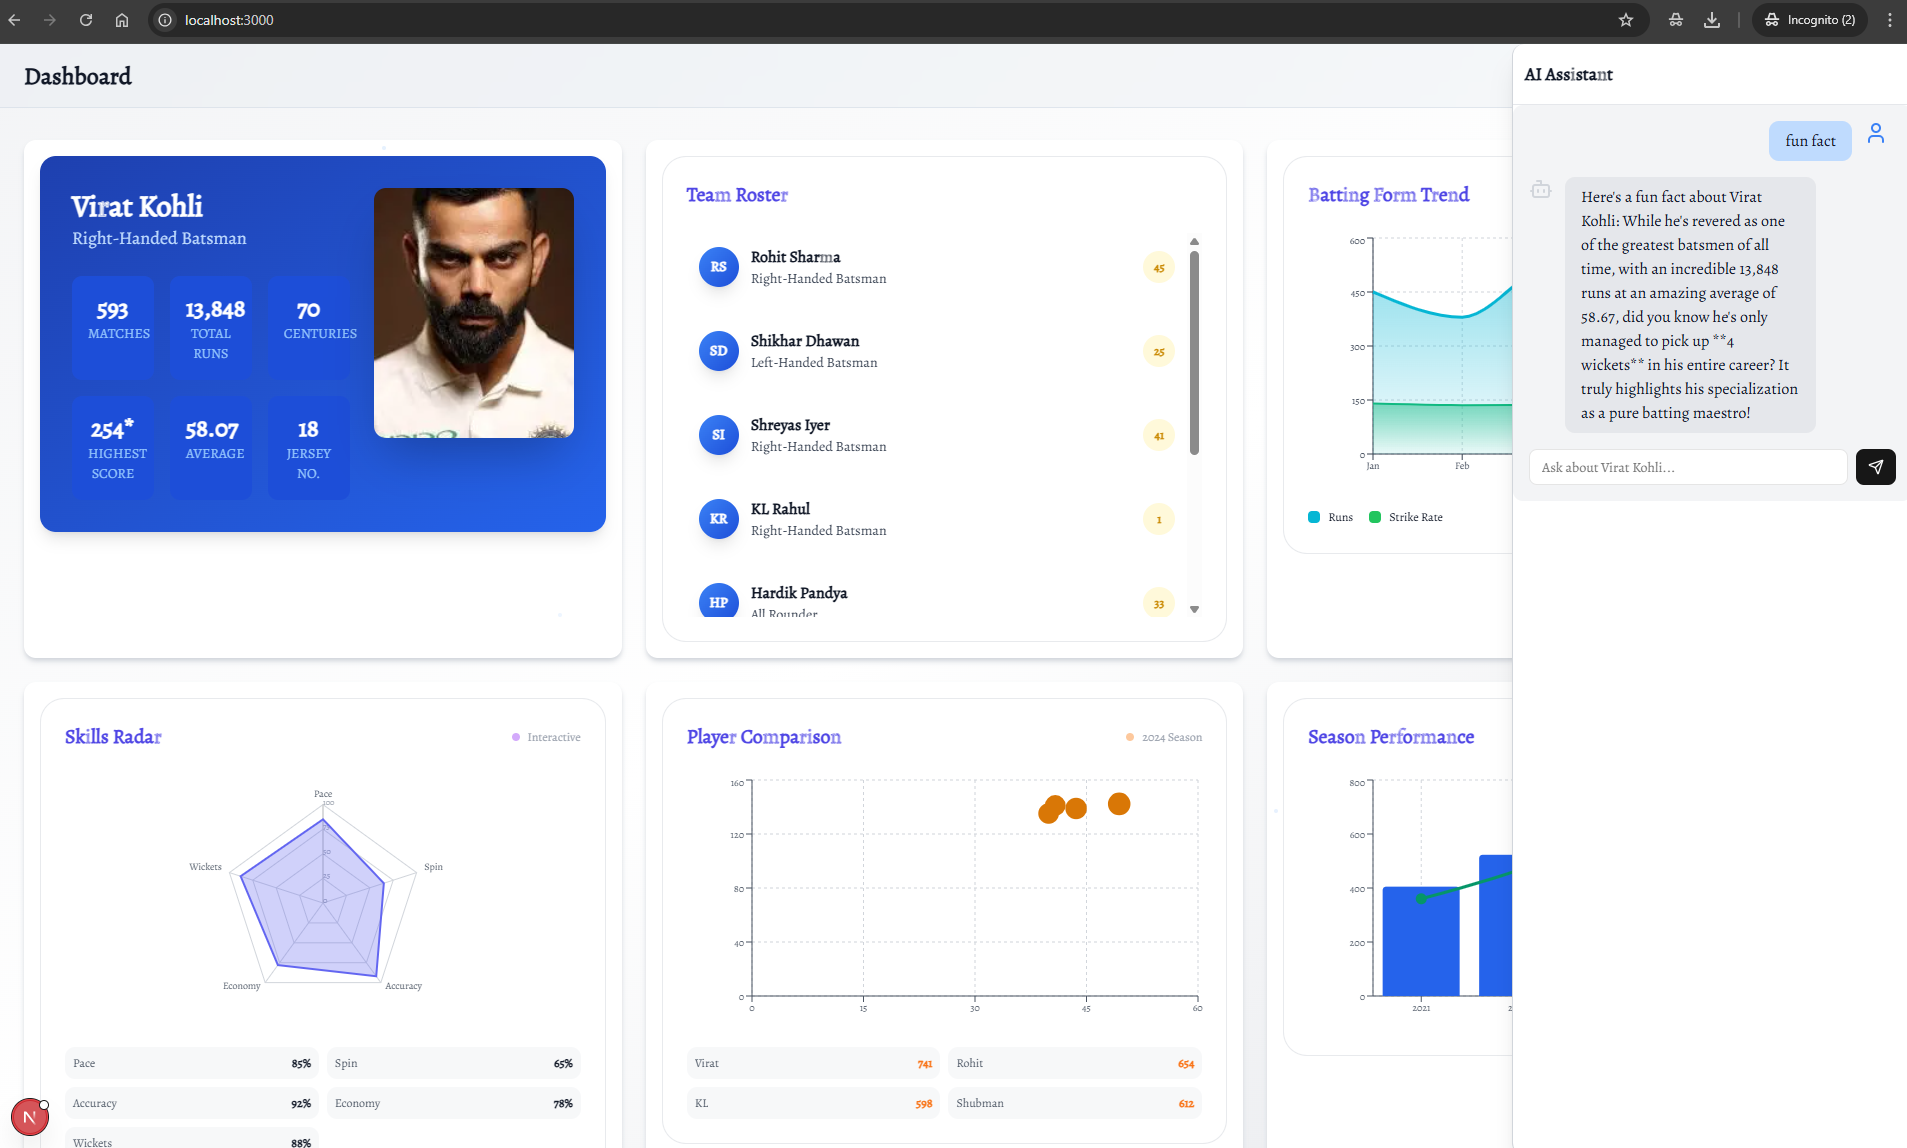 localhost:3000
Incognito (2)
Dashboard
Virat Kohli
Right-Handed Batsman
593
MATCHES
13,848
TOTAL
RUNS
70
CENTURIES
254*
HIGHEST
SCORE
58.07
AVERAGE
18
JERSEY
NO.
Team Roster
RS
Rohit Sharma
Right-Handed Batsman
45
SD
Shikhar Dhawan
Left-Handed Batsman
25
SI
Shreyas Iyer
Right-Handed Batsman
41
KR
KL Rahul
Right-Handed Batsman
1
HP
Hardik Pandya
All Rounder
33
Batting Form Trend
600
450
300
150
0
Jan
Feb
Runs
Strike Rate
AI Assistant
fun fact
Here's a fun fact about Virat
Kohli: While he's revered as one
of the greatest batsmen of all
time, with an incredible 13,848
runs at an amazing average of
58.67, did you know he's only
managed to pick up **4
wickets** in his entire career? It
truly highlights his specialization
as a pure batting maestro!
Ask about Virat Kohli...
Skills Radar
Interactive
Pace
100
75
50
25
0
Wickets
Spin
Economy
Accuracy
Pace
85%
Spin
65%
Accuracy
92%
Economy
78%
Wickets
88%
N
Player Comparison
2024 Season
160
120
80
40
0
0
15
30
45
60
Virat
741
Rohit
654
KL
598
Shubman
612
Season Performance
800
600
400
200
0
2021
2